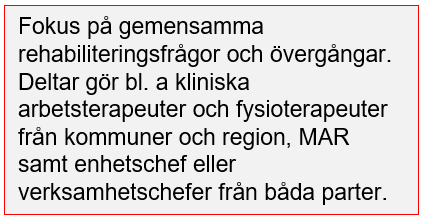 Fokus på gemensamma
rehabiliteringsfrågor och övergångar.
Deltar gör bl. a kliniska
arbetsterapeuter och fysioterapeuter
från kommuner och region, MAR
samt enhetschef eller
verksamhetschefer från båda parter.